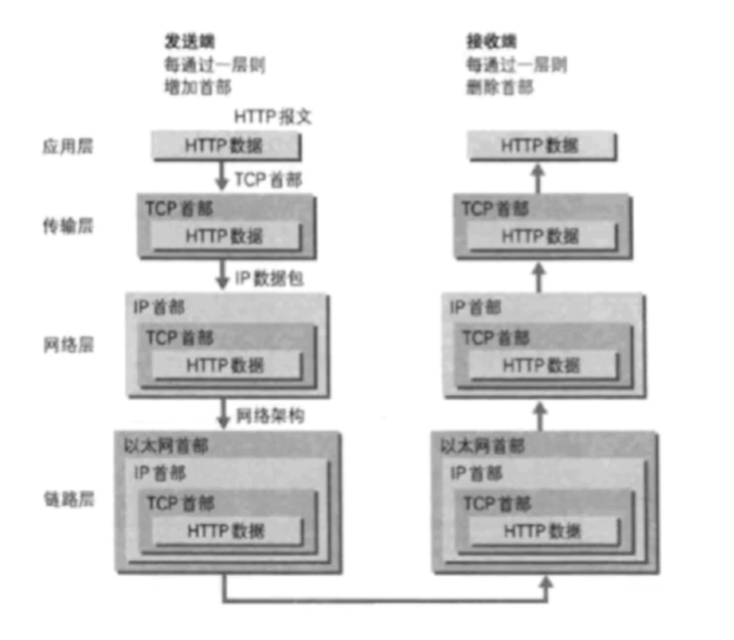 发送端
每通过一层则
增加首部
接收端
每通过一层则
删除首部
HTTP报文
应用层
HTTP数据
HTTP数据
TCP首部
传输层
TCP首部
HTTP数据
TCP首部
HTTP数据
IP数据包
网络层
IP首部
TCP首部
HTTP数据
IP首部
TCP首部
HTTP数据
网络架构
链路层
以太网首部
IP首部
TCP首部
HTTP数据
以太网首部
IP首部
TCP首部
HTTP数据